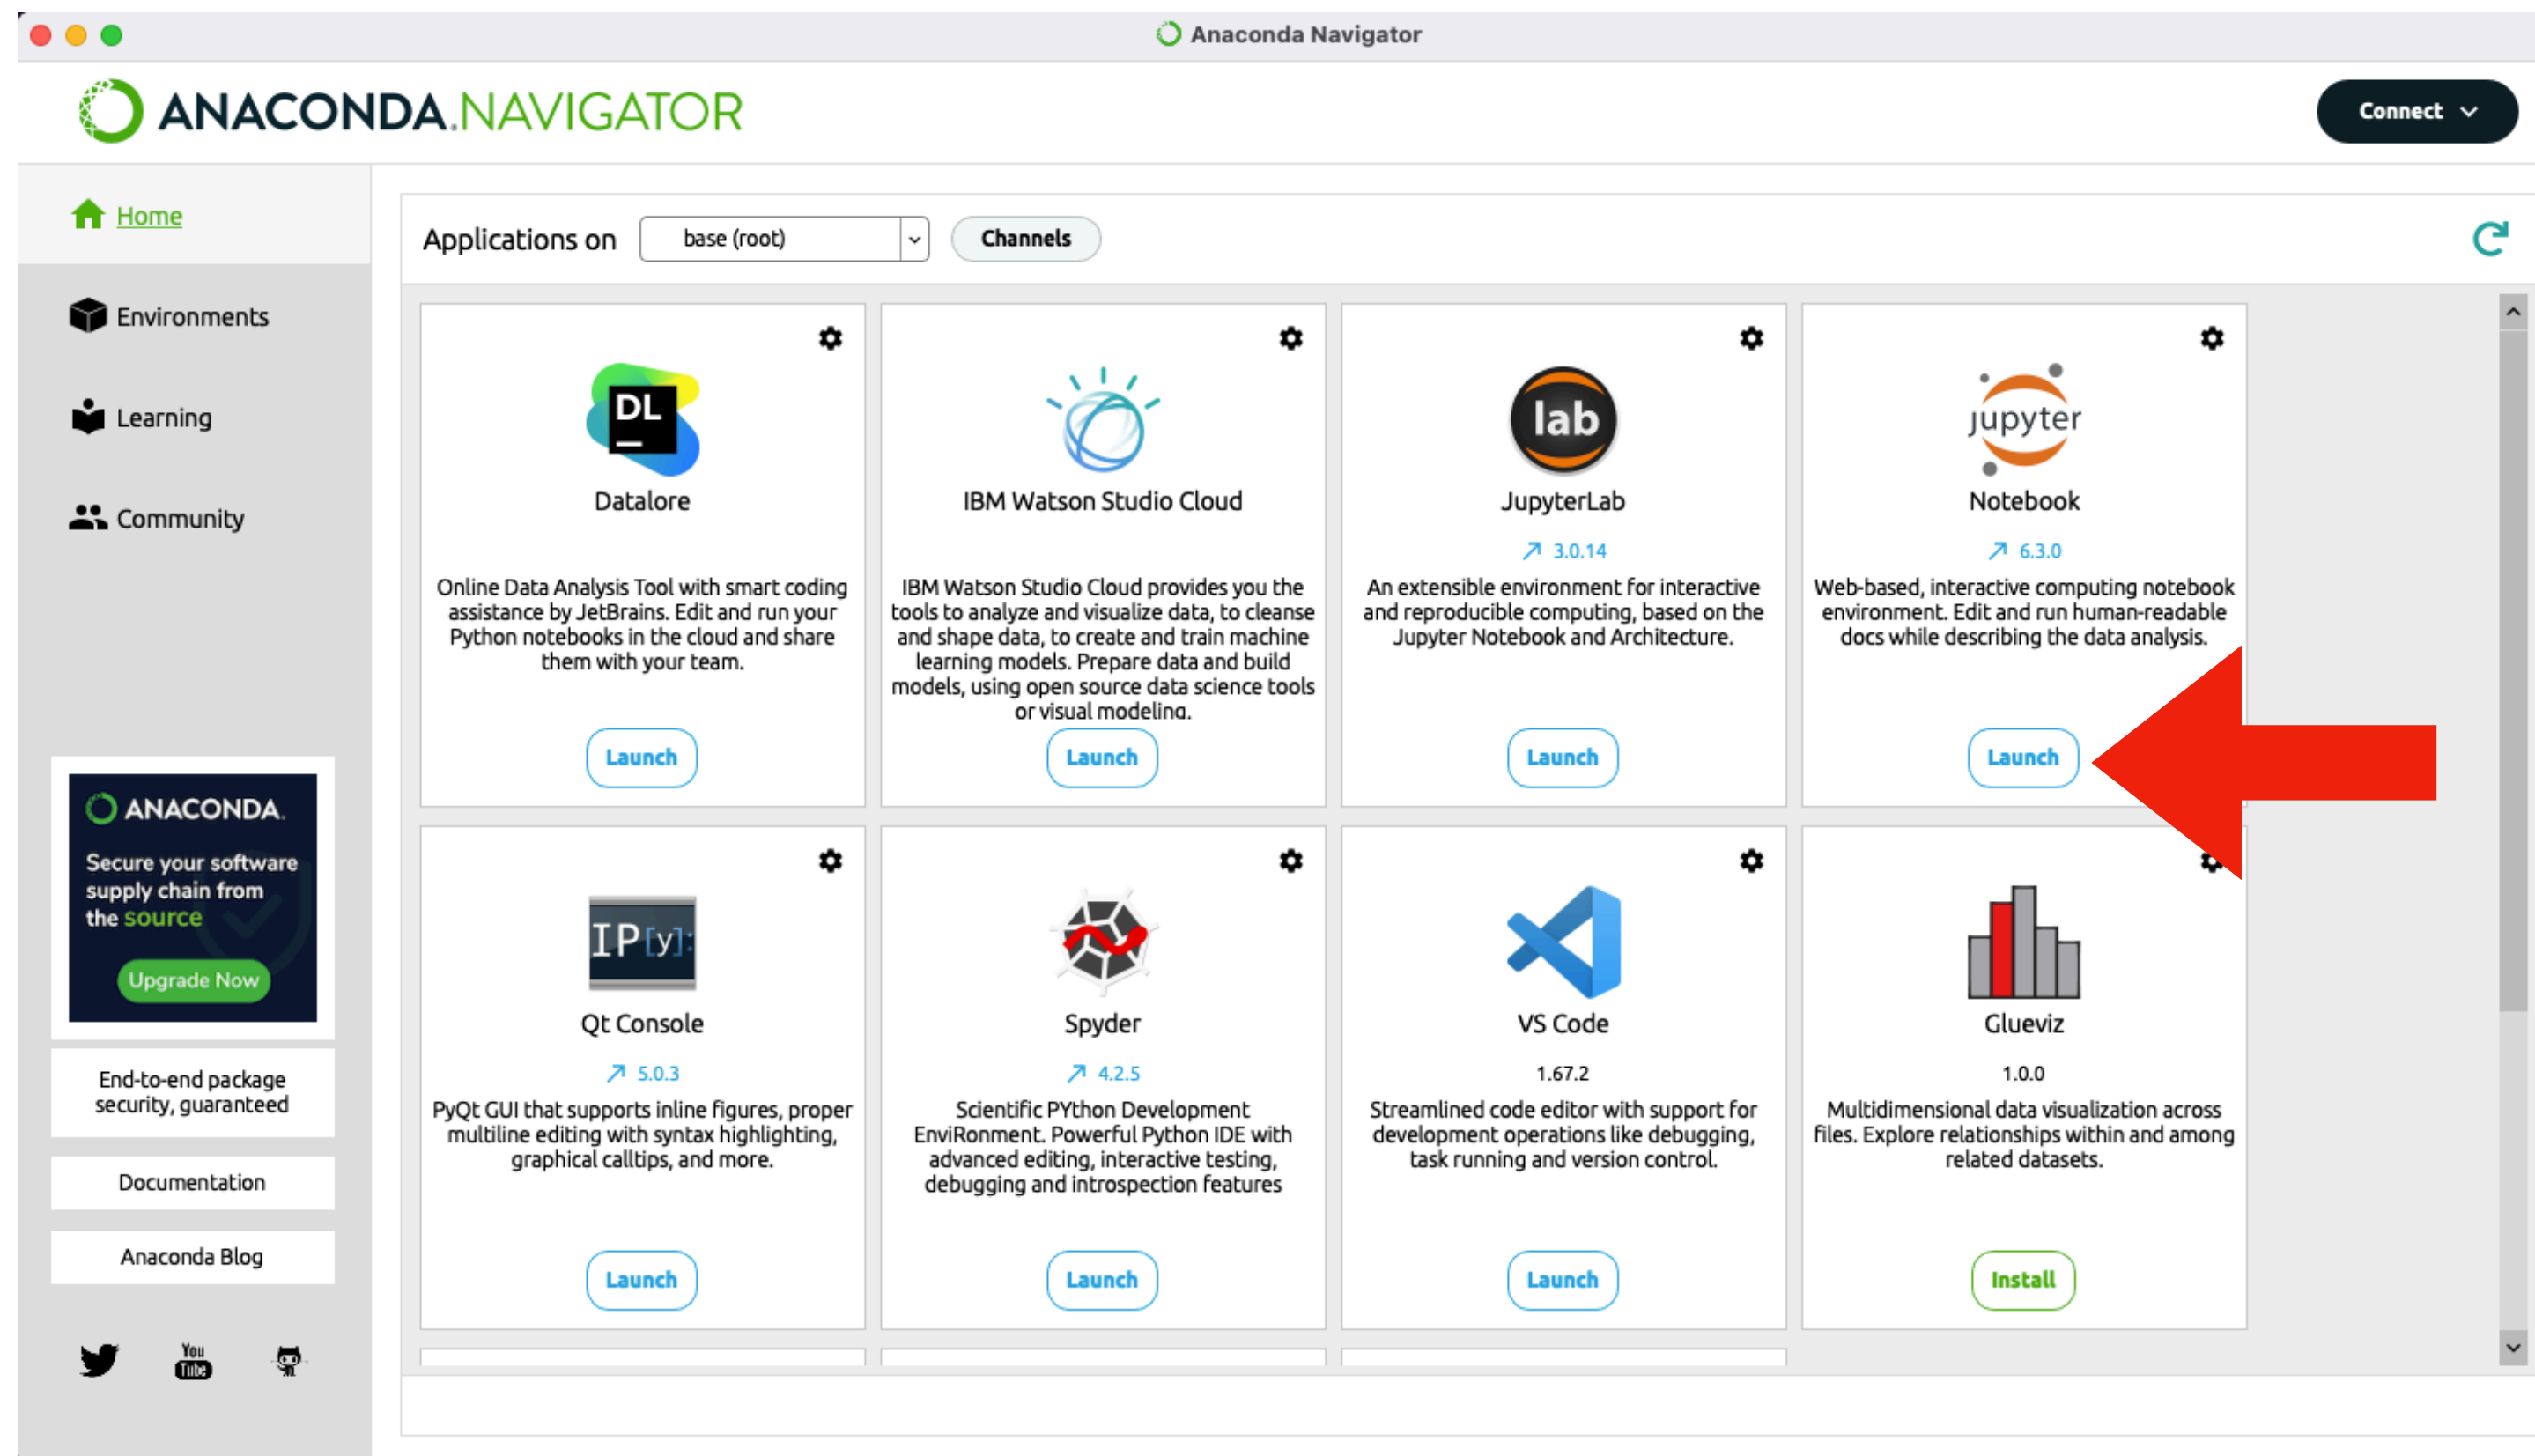 Anaconda Navigator
ANACONDA.NAVIGATOR
Connect
Home
Environments
Learning
Community
Applications on
base (root)
Channels
DL
Datalore
Online Data Analysis Tool with smart coding
assistance by JetBrains. Edit and run your
Python notebooks in the cloud and share
them with your team.
Launch
IBM Watson Studio Cloud
IBM Watson Studio Cloud provides you the
tools to analyze and visualize data, to cleanse
and shape data, to create and train machine
learning models. Prepare data and build
models, using open source data science tools
or visual modeling.
Launch
lab
JupyterLab
3.0.14
An extensible environment for interactive
and reproducible computing, based on the
Jupyter Notebook and Architecture.
Launch
jupyter
Notebook
6.3.0
Web-based, interactive computing notebook
environment. Edit and run human-readable
docs while describing the data analysis.
Launch
IP[y]:
Qt Console
5.0.3
PyQt GUI that supports inline figures, proper
multiline editing with syntax highlighting,
graphical calltips, and more.
Launch
Spyder
4.2.5
Scientific PYthon Development
EnviRonment. Powerful Python IDE with
advanced editing, interactive testing,
debugging and introspection features
Launch
VS Code
1.67.2
Streamlined code editor with support for
development operations like debugging,
task running and version control.
Launch
Glueviz
1.0.0
Multidimensional data visualization across
files. Explore relationships within and among
related datasets.
Install
ANACONDA.
Secure your software
supply chain from
the source
Upgrade Now
End-to-end package
security, guaranteed
Documentation
Anaconda Blog
You
Tube